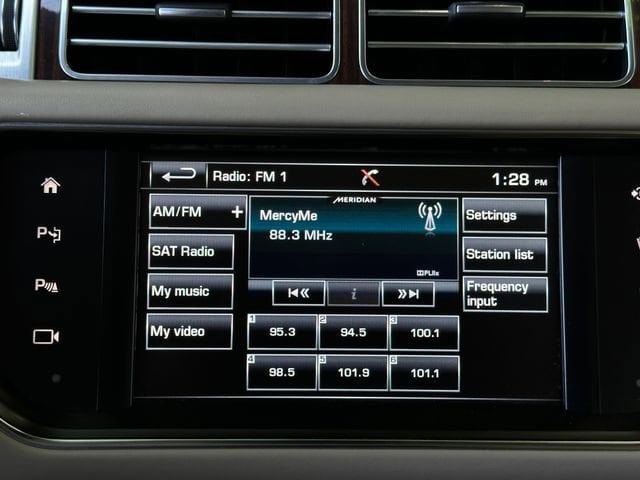 Radio: FM 1
1:28 PM
MERIDIAN
AM/FM +
MercyMe
88.3 MHz
Settings
SAT Radio
Station list
PLIIx
My music
i
Frequency
input
My video
1 95.3
2 94.5
3 100.1
4 98.5
5 101.9
6 101.1
P
P